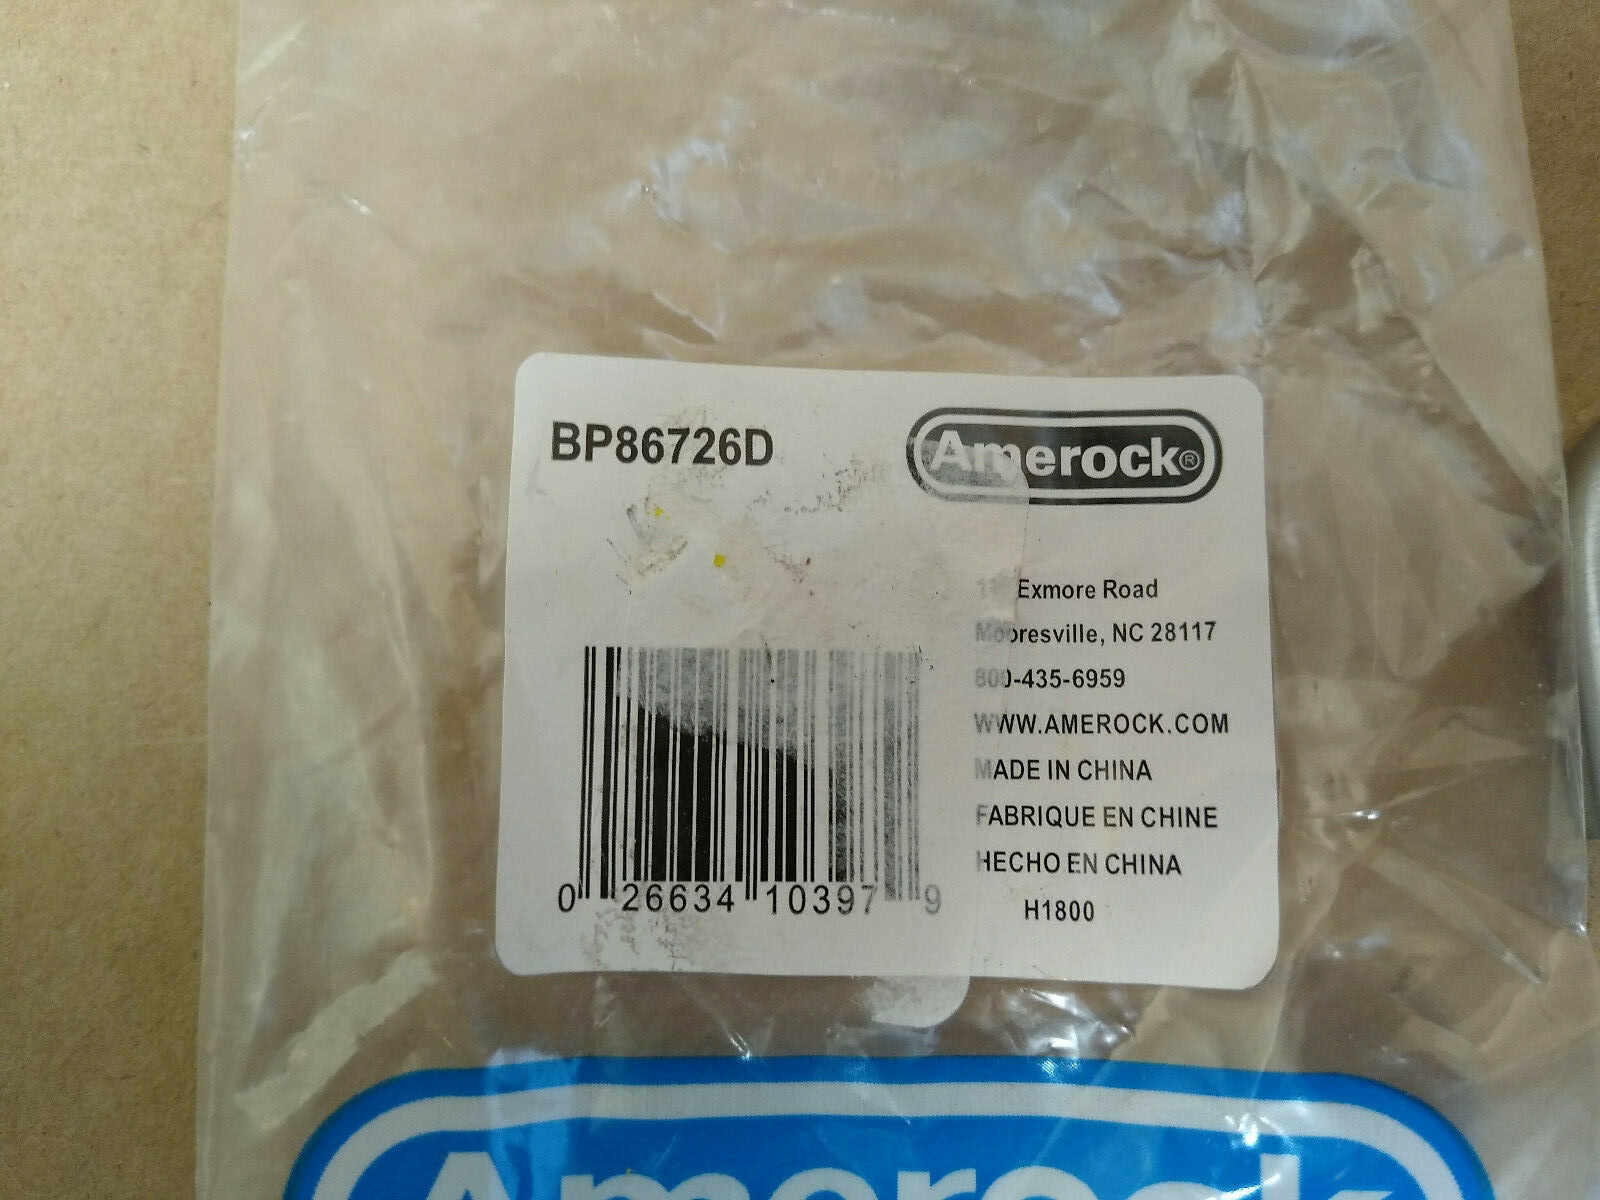 BP86726D
Amerock®
Exmore Road
Mooresville, NC 28117
800-435-6959
WWW.AMEROCK.COM
MADE IN CHINA
FABRIQUE EN CHINE
HECHO EN CHINA
H1800
0 26634 10397 9
Amerock